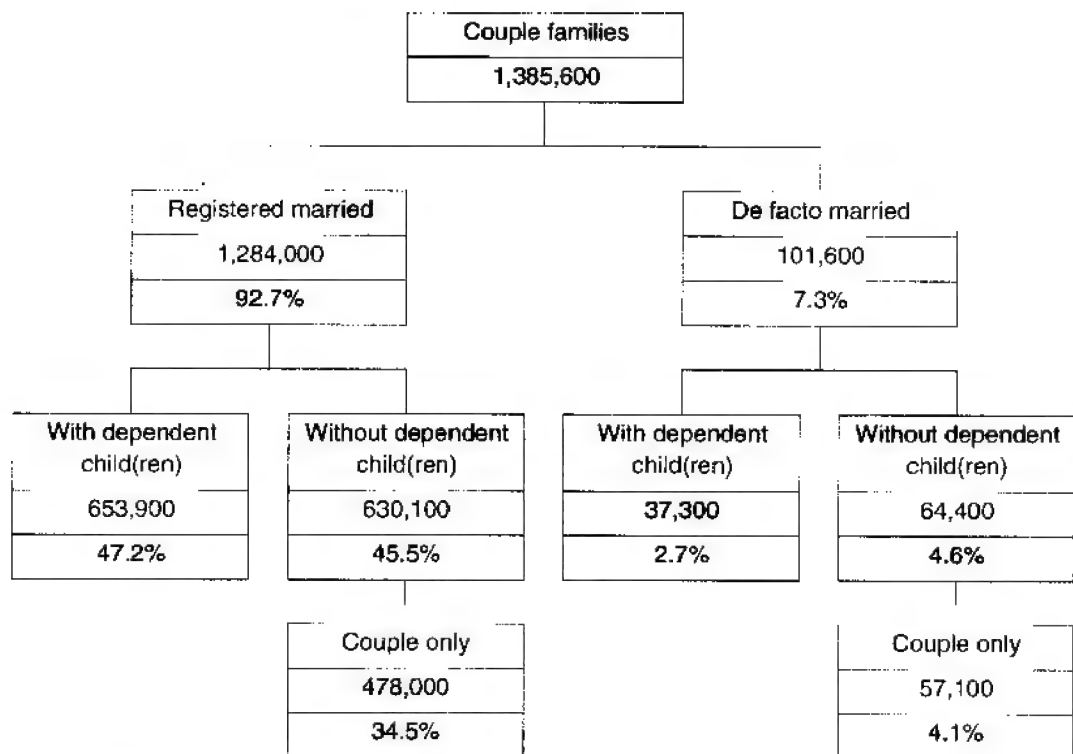 Couple families
1,385,600
Registered married
1,284,000
92.7%
De facto married
101,600
7.3%
With dependent
child(ren)
653,900
47.2%
Without dependent
child(ren)
630,100
45.5%
With dependent
child(ren)
37,300
2.7%
Without dependent
child(ren)
64,400
4.6%
Couple only
478,000
34.5%
Couple only
57,100
4.1%